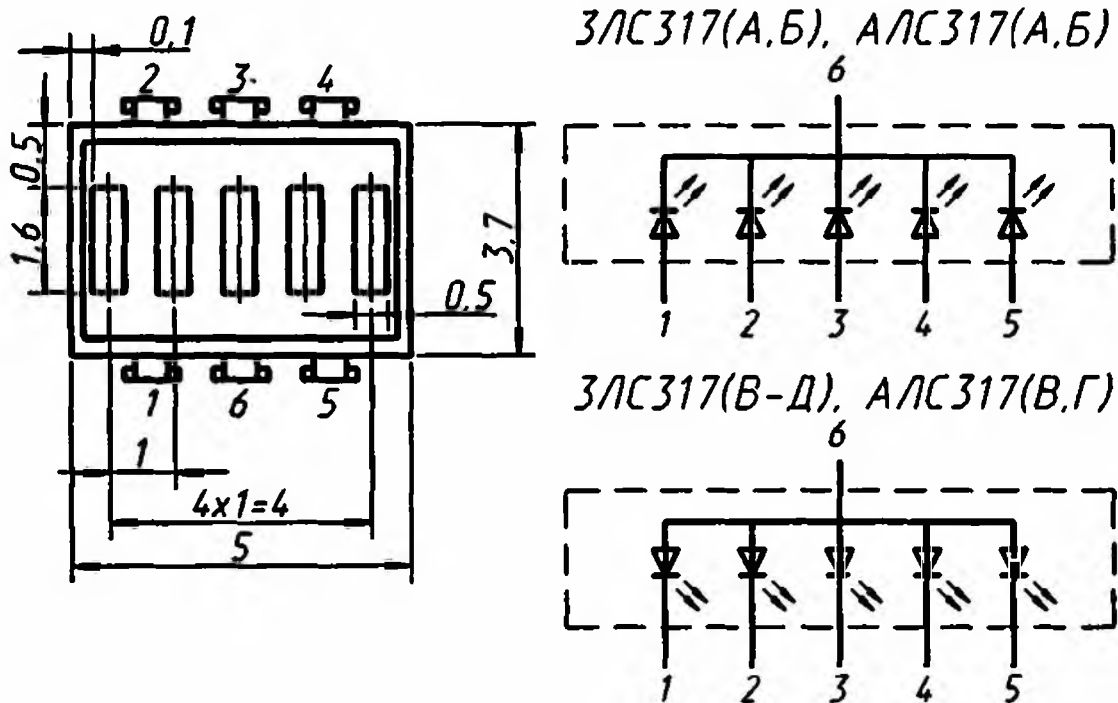 0,1
2 3 4
0.5
1.6
3.7
0.5
1 6 5
1
4x1=4
5
3ЛС317(А,Б), АЛС317(А,Б)
6
1 2 3 4 5
3ЛС317(В-Д), АЛС317(В,Г)
6
1 2 3 4 5